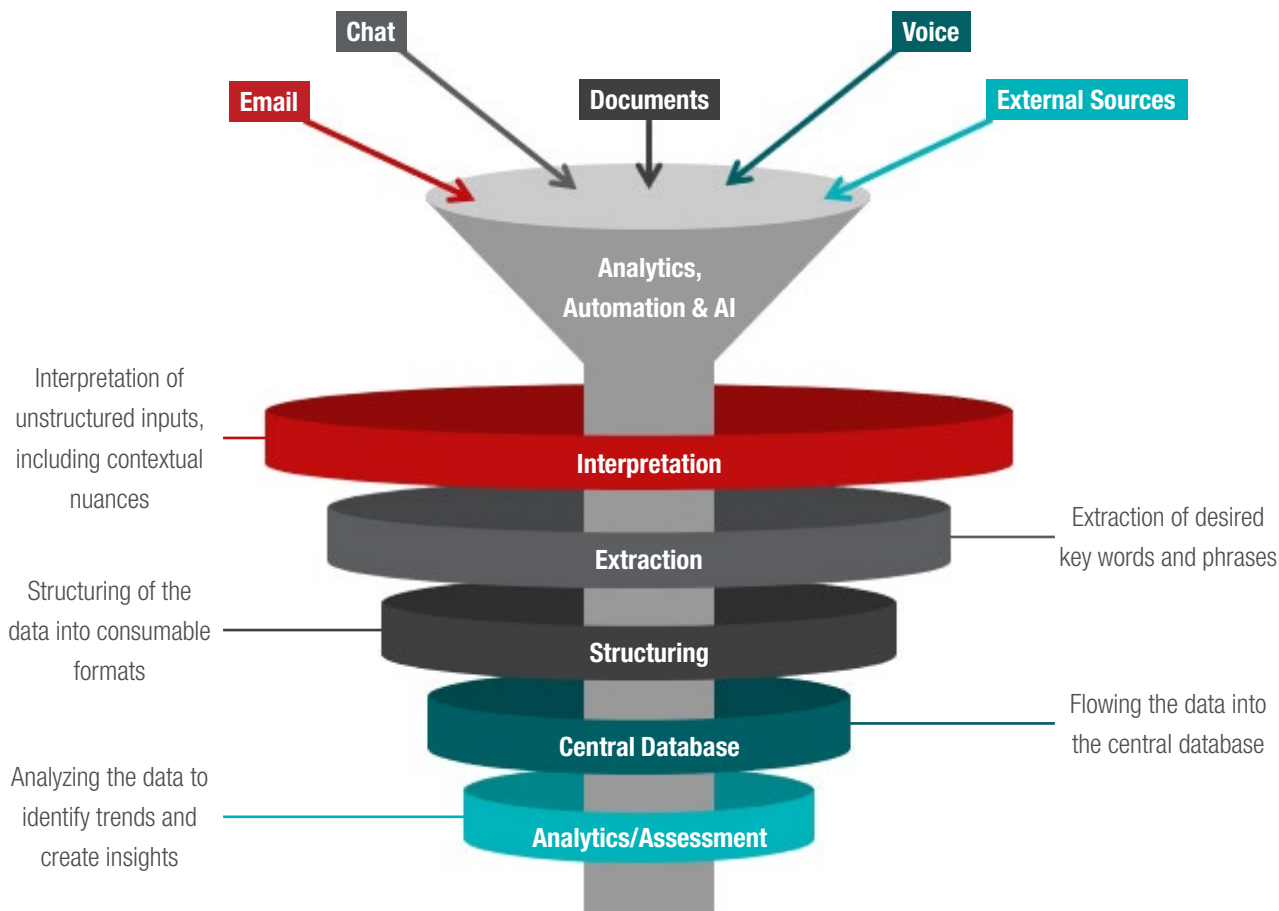 Chat
Voice
Email
Documents
External Sources
Analytics,
Automation & AI
Interpretation of
unstructured inputs,
including contextual
nuances
Interpretation
Extraction
Extraction of desired
key words and phrases
Structuring of the
data into consumable
formats
Structuring
Central Database
Flowing the data into
the central database
Analyzing the data to
identify trends and
create insights
Analytics/Assessment